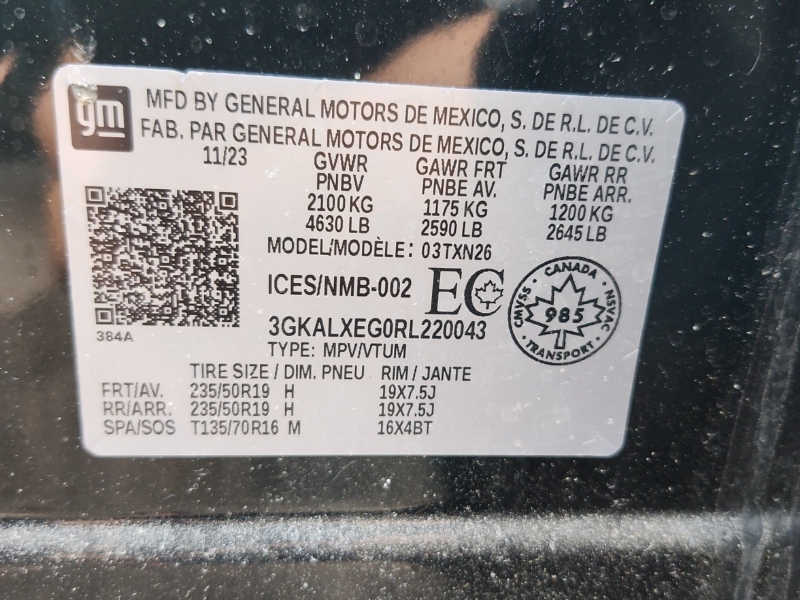 gm
MFD BY GENERAL MOTORS DE MEXICO, S. DE R.L. DE C.V.
FAB. PAR GENERAL MOTORS DE MEXICO, S. DE R.L. DE C.V.
11/23 GVWR GAWR FRT GAWR RR
PNBV PNBE AV. PNBE ARR.
2100 KG 1175 KG 1200 KG
4630 LB 2590 LB 2645 LB
MODEL/MODÈLE: 03TXN26
ICES/NMB-002 EC
CANADA
CMVSS · NSVAC
985
TRANSPORT
3GKALXEG0RL220043
384A
TYPE: MPV/VTUM
TIRE SIZE / DIM. PNEU RIM / JANTE
FRT/AV. 235/50R19 H 19X7.5J
RR/ARR. 235/50R19 H 19X7.5J
SPA/SOS T135/70R16 M 16X4BT